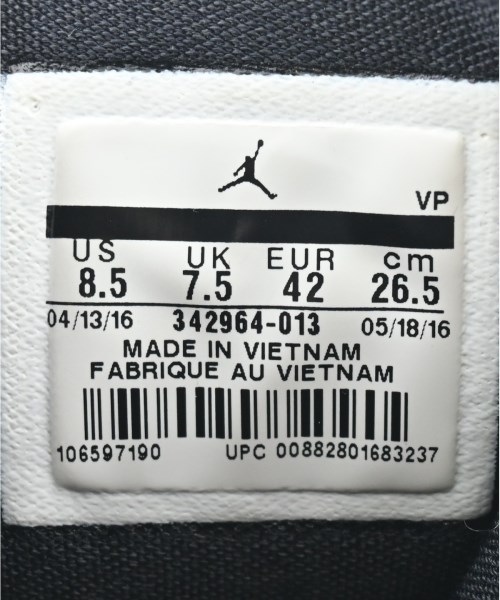 VP
US UK EUR cm
8.5 7.5 42 26.5
04/13/16 342964-013 05/18/16
MADE IN VIETNAM
FABRIQUE AU VIETNAM
106597190 UPC 00882801683237